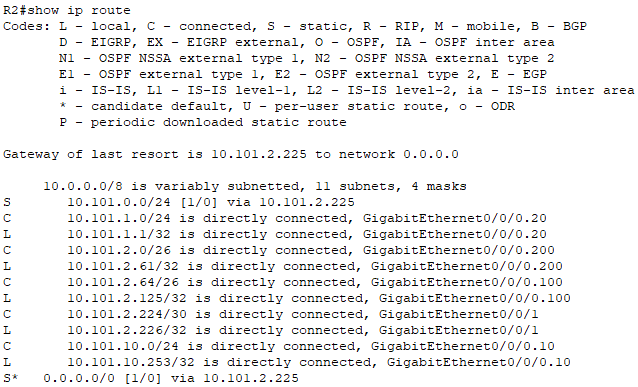 R2#show ip route
Codes: L - local, C - connected, S - static, R - RIP, M - mobile, B - BGP
D - EIGRP, EX - EIGRP external, O - OSPF, IA - OSPF inter area
N1 - OSPF NSSA external type 1, N2 - OSPF NSSA external type 2
E1 - OSPF external type 1, E2 - OSPF external type 2, E - EGP
i - IS-IS, L1 - IS-IS level-1, L2 - IS-IS level-2, ia - IS-IS inter area
* - candidate default, U - per-user static route, o - ODR
P - periodic downloaded static route
Gateway of last resort is 10.101.2.225 to network 0.0.0.0
10.0.0.0/8 is variably subnetted, 11 subnets, 4 masks
S 10.101.0.0/24 [1/0] via 10.101.2.225
C 10.101.1.0/24 is directly connected, GigabitEthernet0/0/0.20
L 10.101.1.1/32 is directly connected, GigabitEthernet0/0/0.20
C 10.101.2.0/26 is directly connected, GigabitEthernet0/0/0.200
L 10.101.2.61/32 is directly connected, GigabitEthernet0/0/0.200
C 10.101.2.64/26 is directly connected, GigabitEthernet0/0/0.100
L 10.101.2.125/32 is directly connected, GigabitEthernet0/0/0.100
C 10.101.2.224/30 is directly connected, GigabitEthernet0/0/1
L 10.101.2.226/32 is directly connected, GigabitEthernet0/0/1
C 10.101.10.0/24 is directly connected, GigabitEthernet0/0/0.10
L 10.101.10.253/32 is directly connected, GigabitEthernet0/0/0.10
S* 0.0.0.0/0 [1/0] via 10.101.2.225